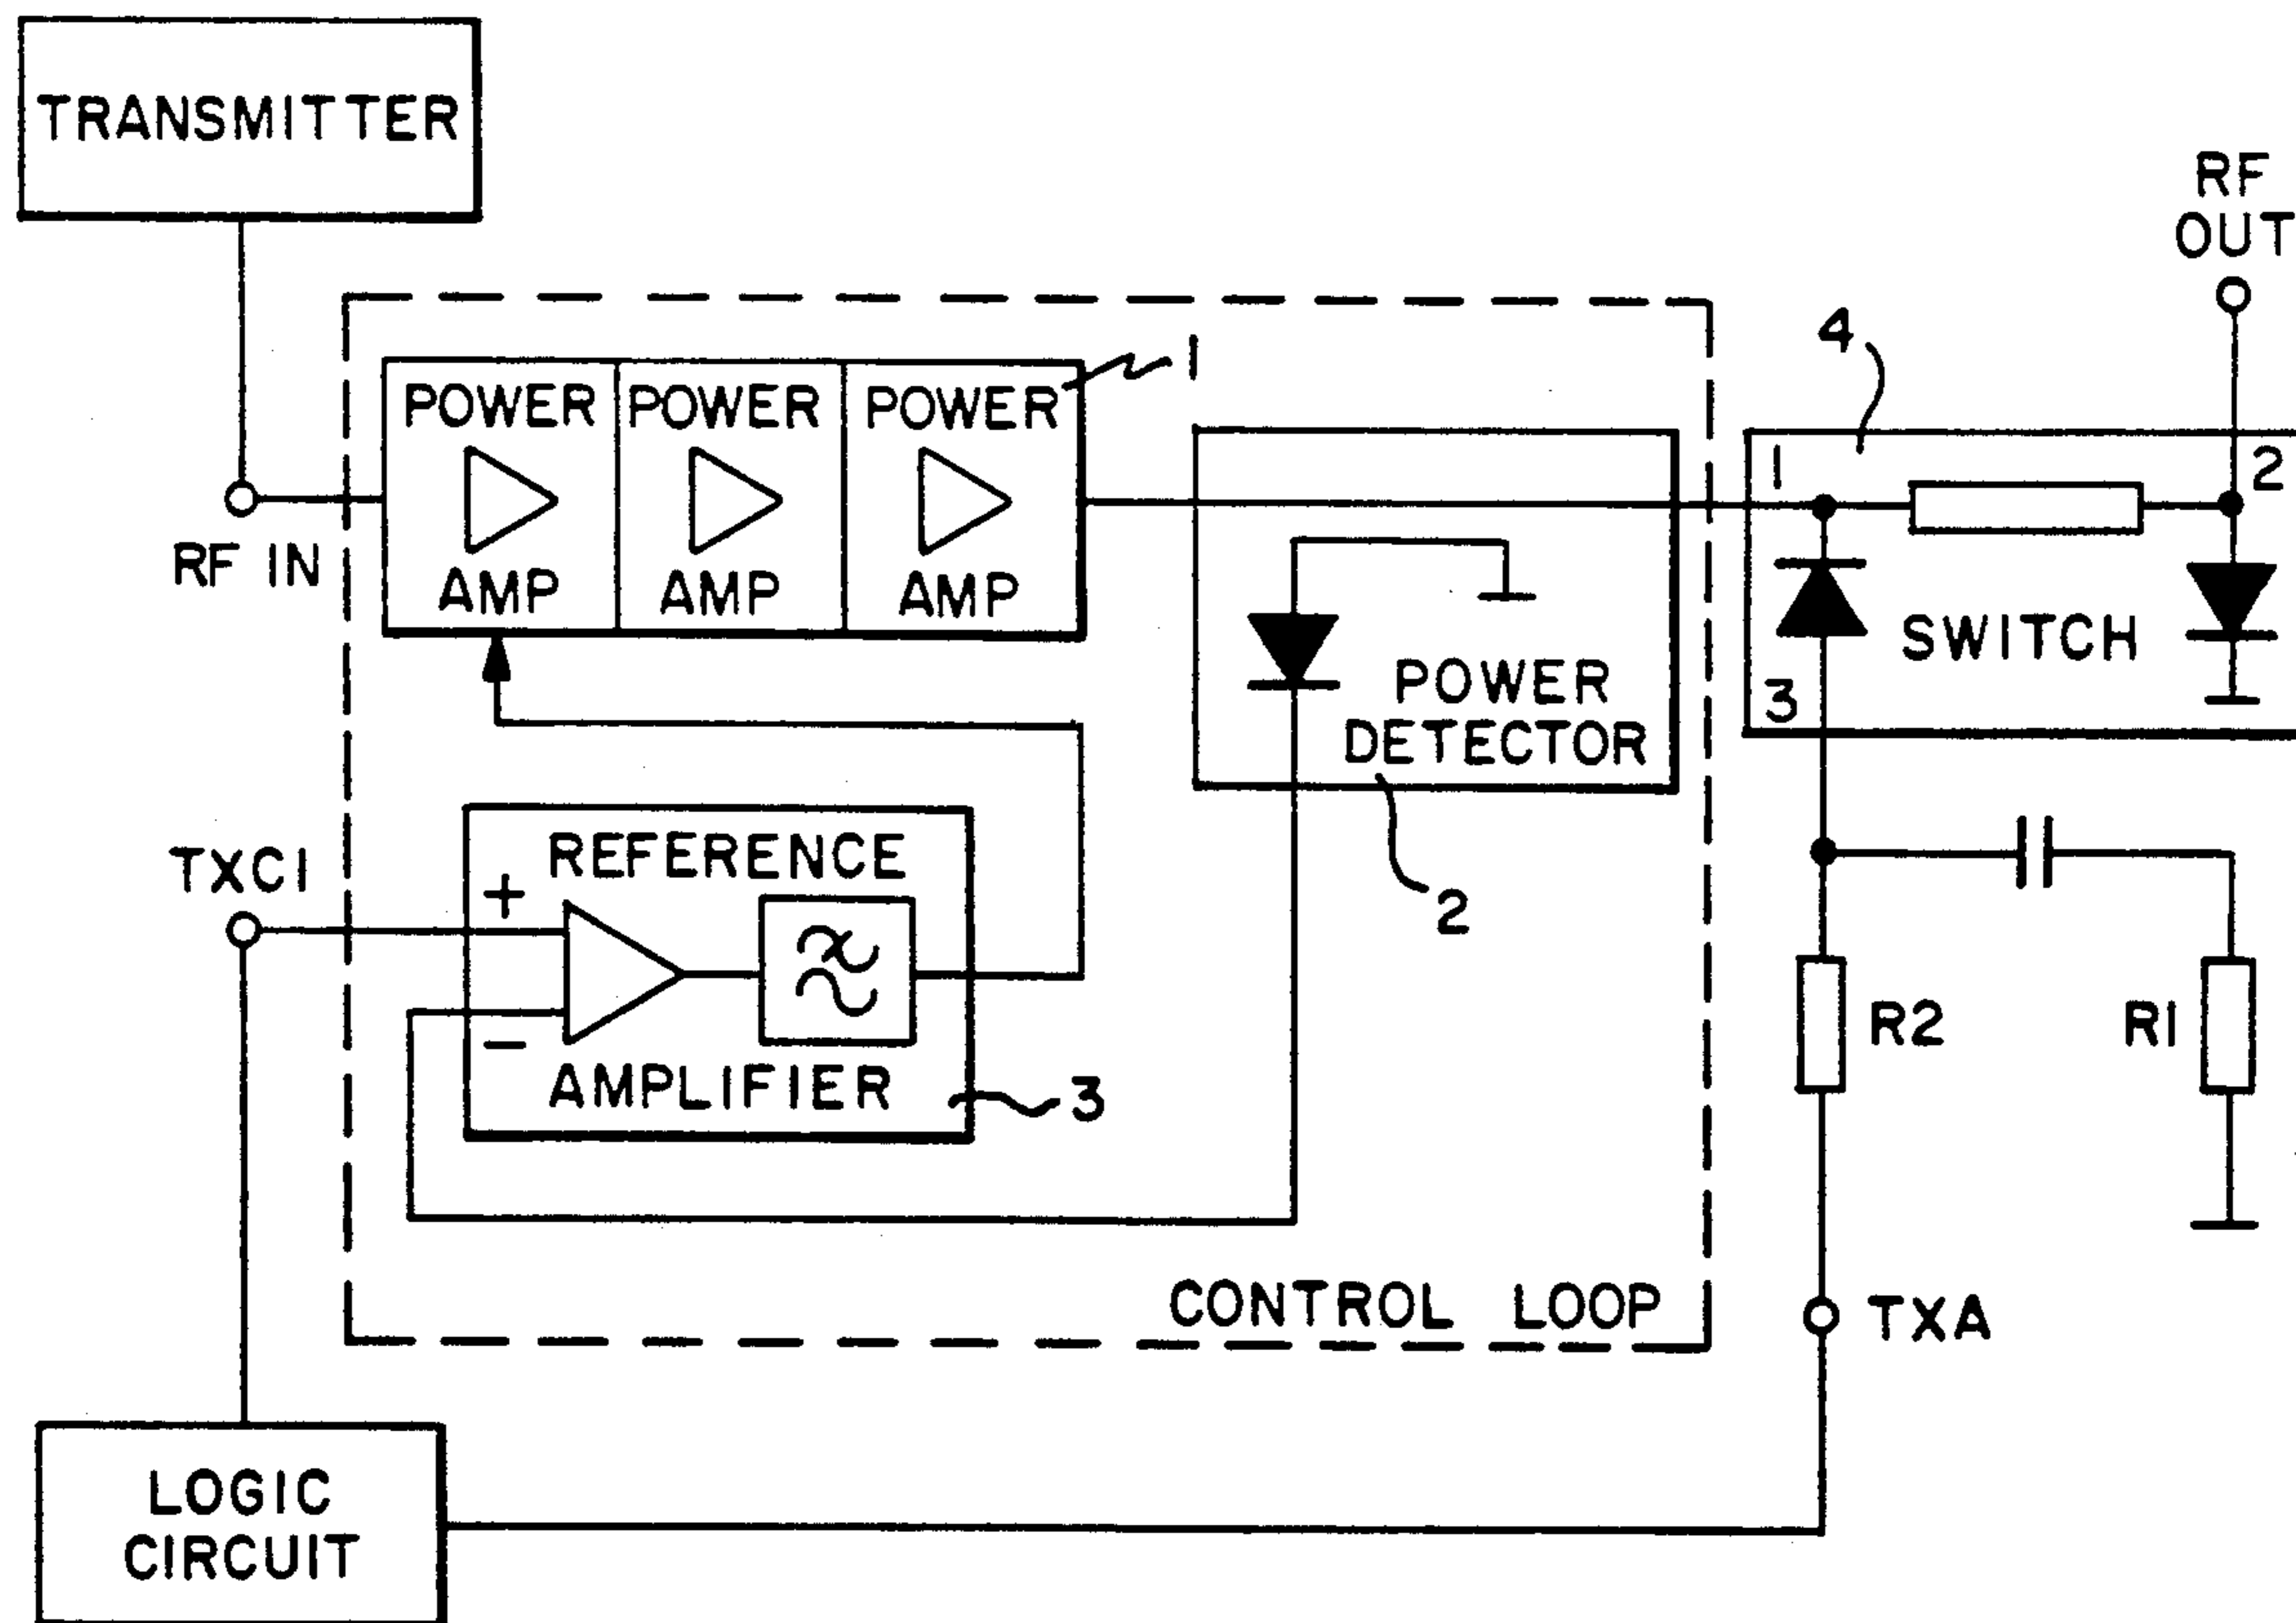 TRANSMITTER
RF
OUT
4
1
POWER
AMP
POWER
AMP
POWER
AMP
1
2
RF IN
SWITCH
3
POWER
DETECTOR
2
TXC1
REFERENCE
+
-
AMPLIFIER
3
R2
R1
CONTROL LOOP
TXA
LOGIC
CIRCUIT